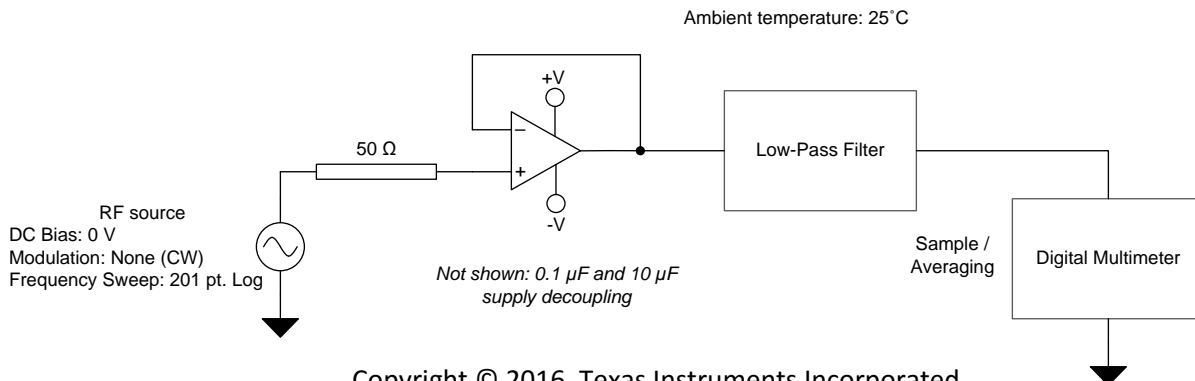 Ambient temperature: 25˚C
+V
50 Ω
−
+
Low-Pass Filter
-V
RF source
DC Bias: 0 V
Modulation: None (CW)
Frequency Sweep: 201 pt. Log
Not shown: 0.1 µF and 10 µF
supply decoupling
Sample /
Averaging
Digital Multimeter
Copyright © 2016, Texas Instruments Incorporated